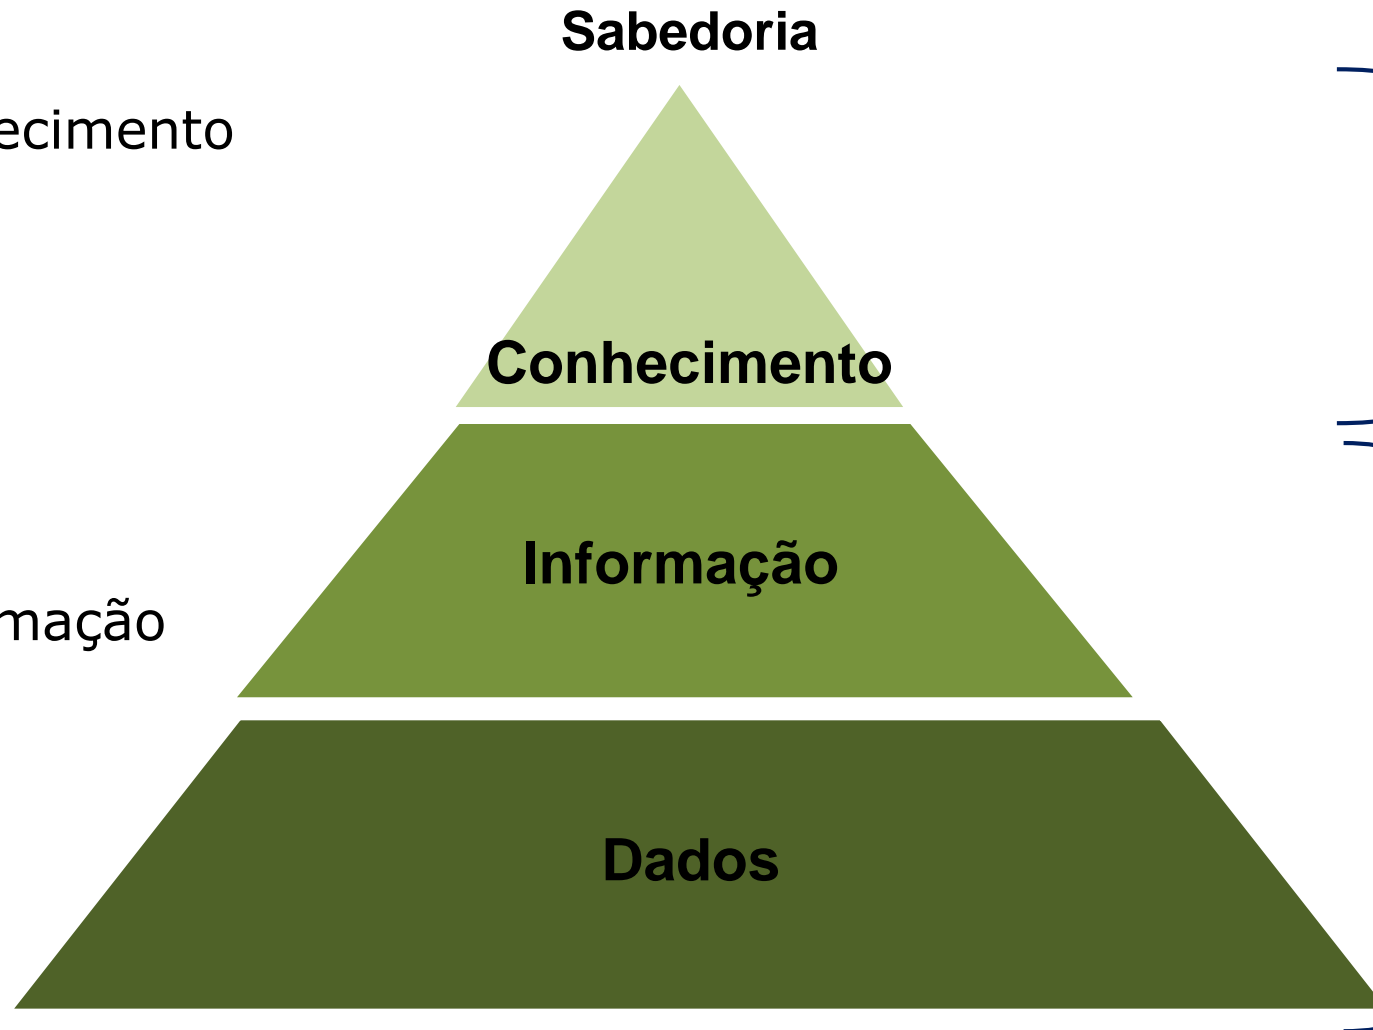 Sabedoria
ecimento
Conhecimento
Informação
mação
Dados